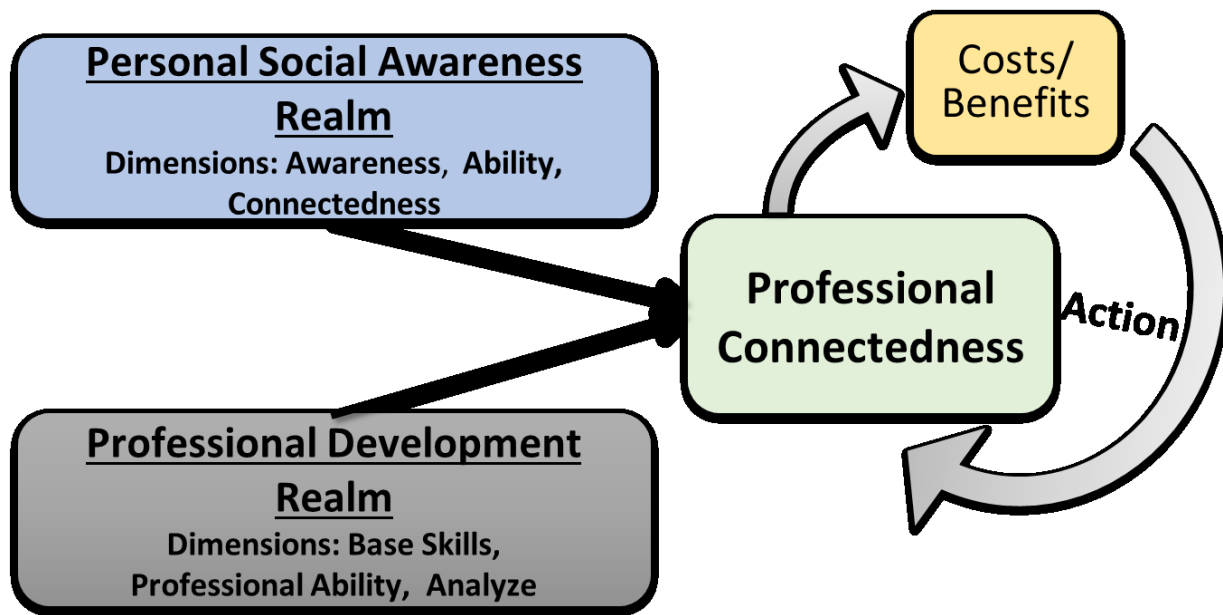 Personal Social Awareness
Realm
Dimensions: Awareness, Ability,
Connectedness
Costs/
Benefits
Professional
Connectedness
Action
Professional Development
Realm
Dimensions: Base Skills,
Professional Ability, Analyze